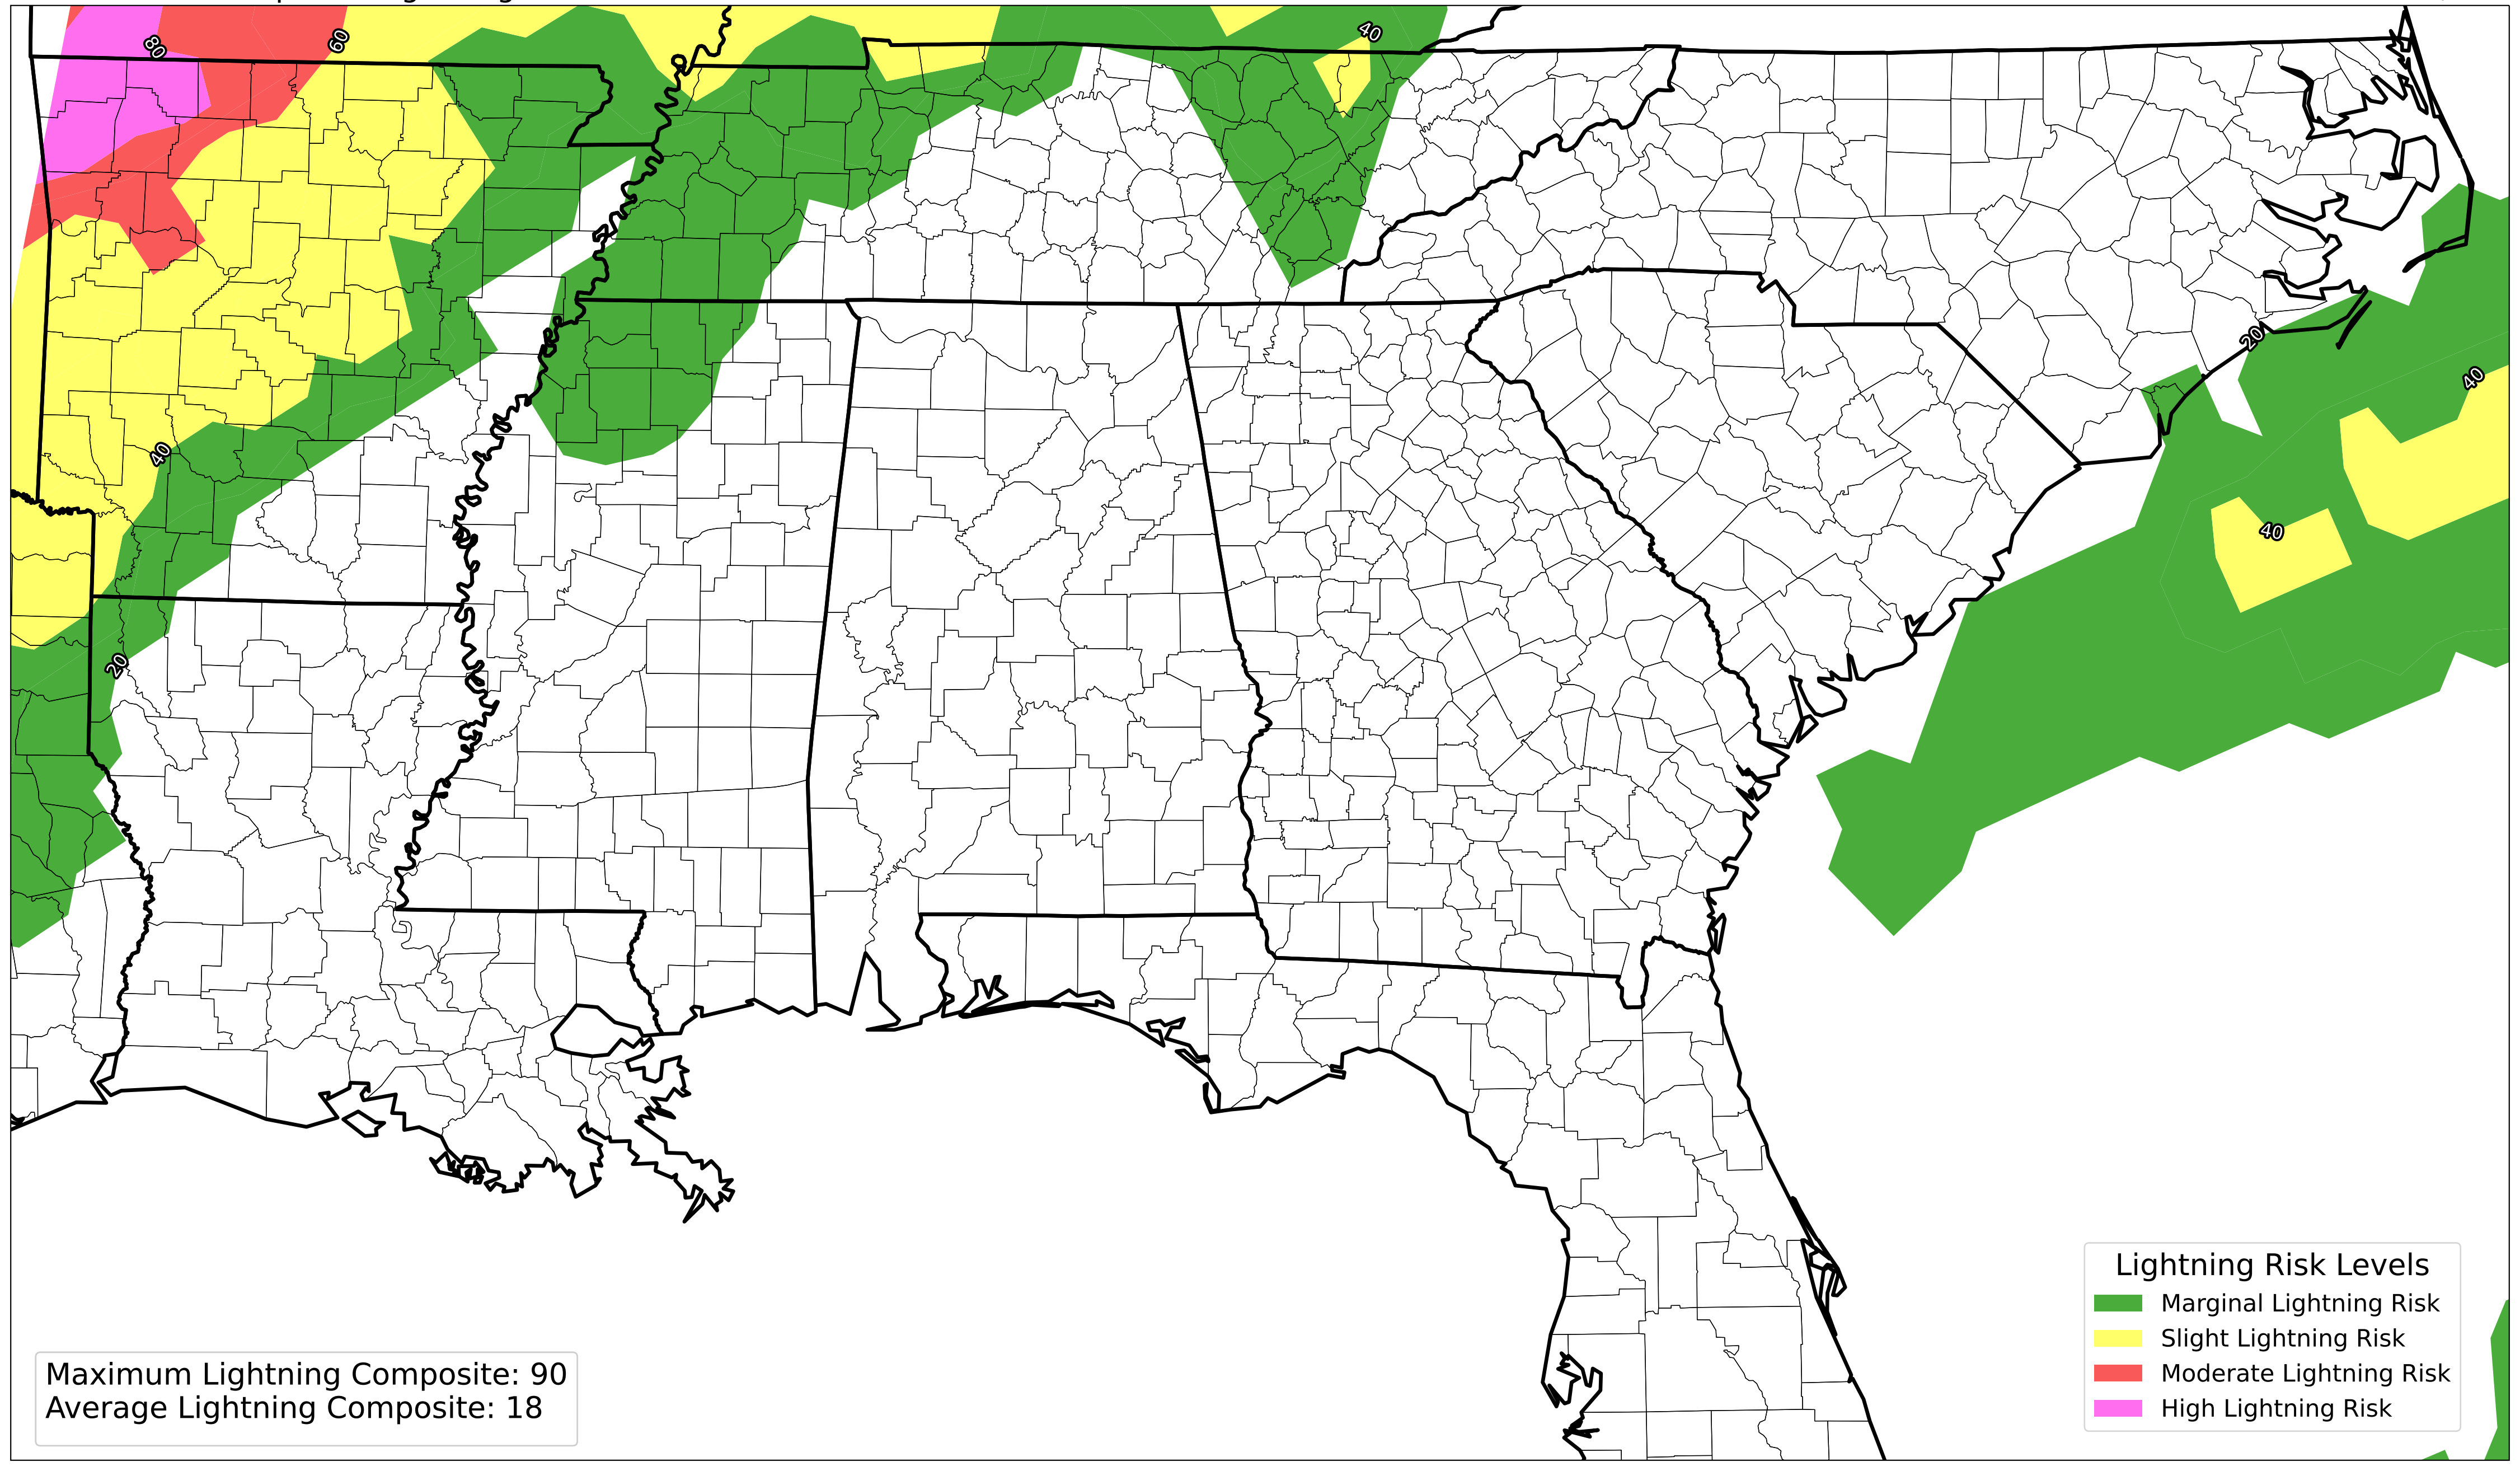 80
60
40
20
40
40
40
20
Lightning Risk Levels
Marginal Lightning Risk
Slight Lightning Risk
Moderate Lightning Risk
High Lightning Risk
Maximum Lightning Composite: 90
Average Lightning Composite: 18